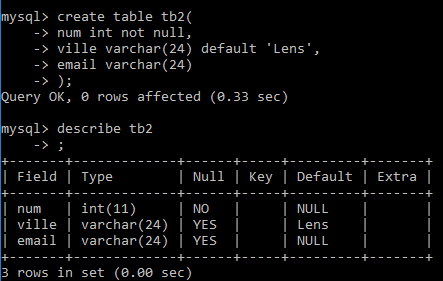 mysql> create table tb2(
    -> num int not null,
    -> ville varchar(24) default 'Lens',
    -> email varchar(24)
    -> );
Query OK, 0 rows affected (0.33 sec)

mysql> describe tb2
    -> ;
+-------+-------------+------+-----+---------+-------+
| Field | Type        | Null | Key | Default | Extra |
+-------+-------------+------+-----+---------+-------+
| num   | int(11)     | NO   |     | NULL    |       |
| ville | varchar(24) | YES  |     | Lens    |       |
| email | varchar(24) | YES  |     | NULL    |       |
+-------+-------------+------+-----+---------+-------+
3 rows in set (0.00 sec)